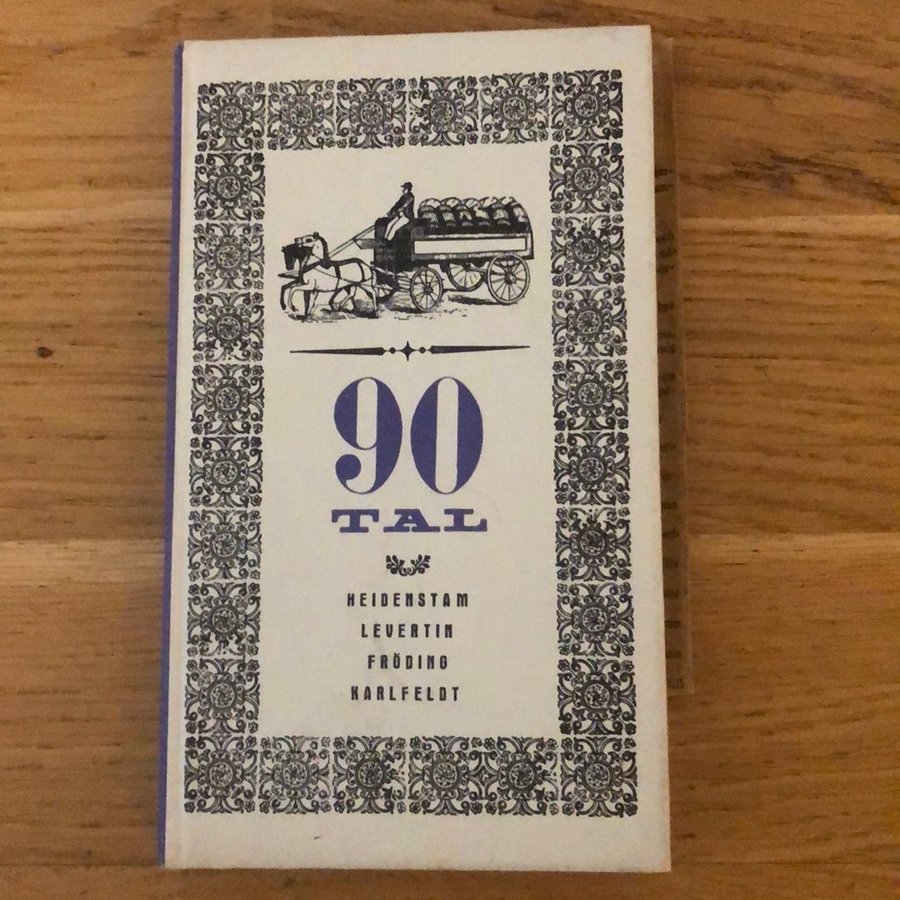 90
TAL
HEIDENSTAM
LEVERTIN
FRÖDING
KARLFELDT